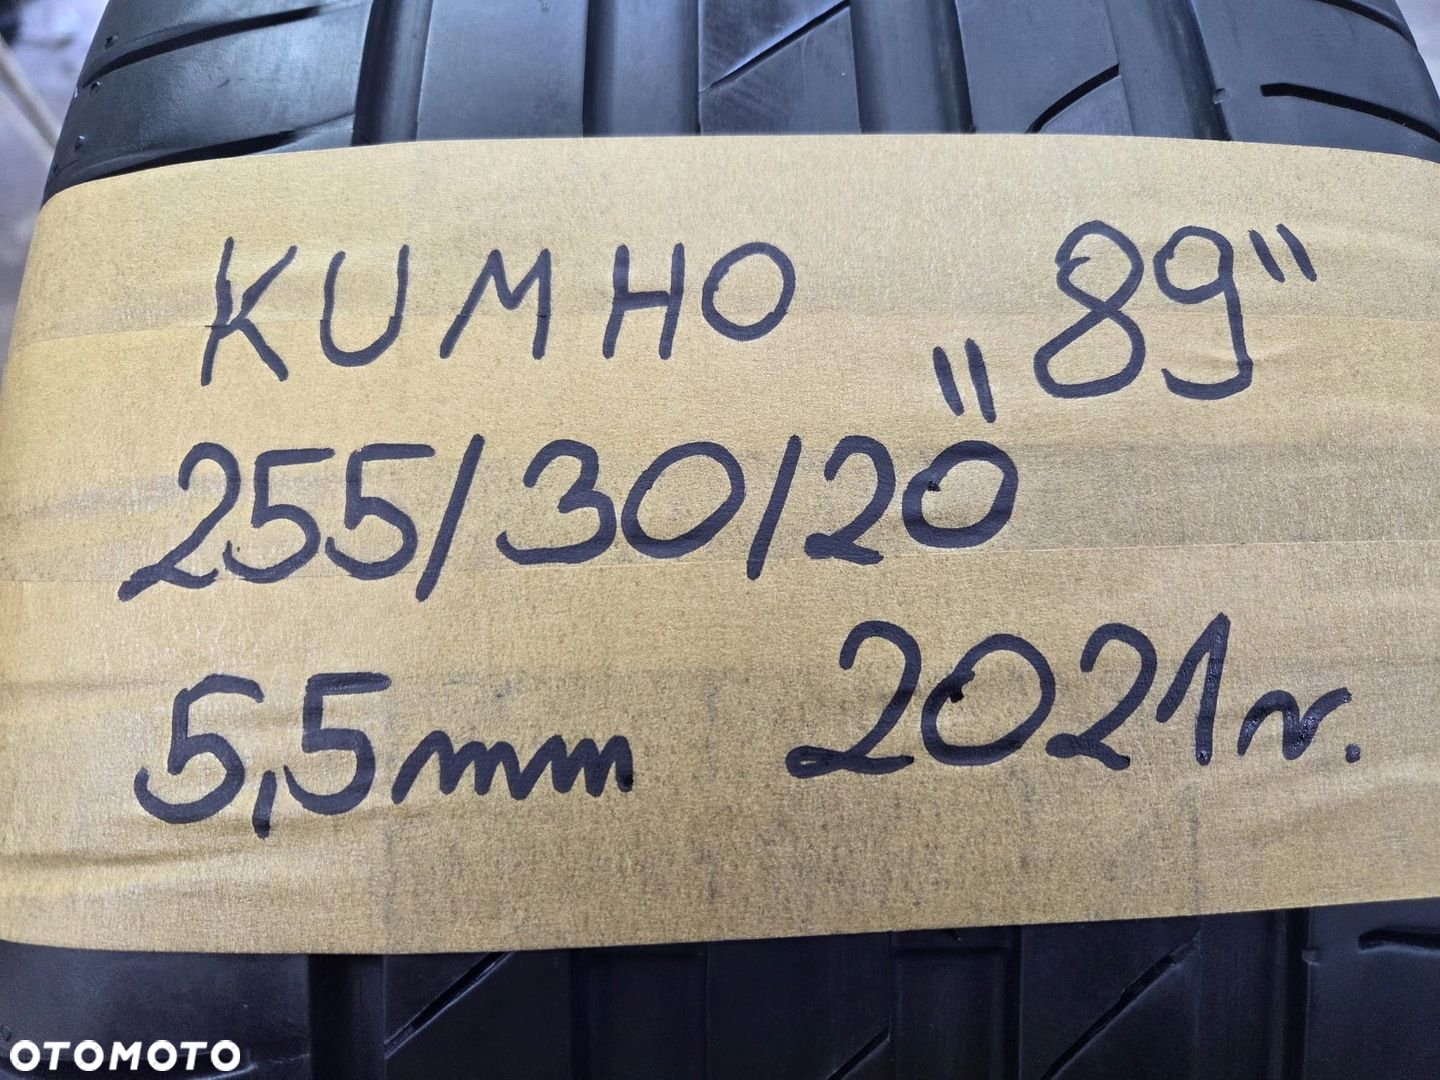 KUMHO „89”
255/30/20
5,5mm 2021r.
OTOMOTO